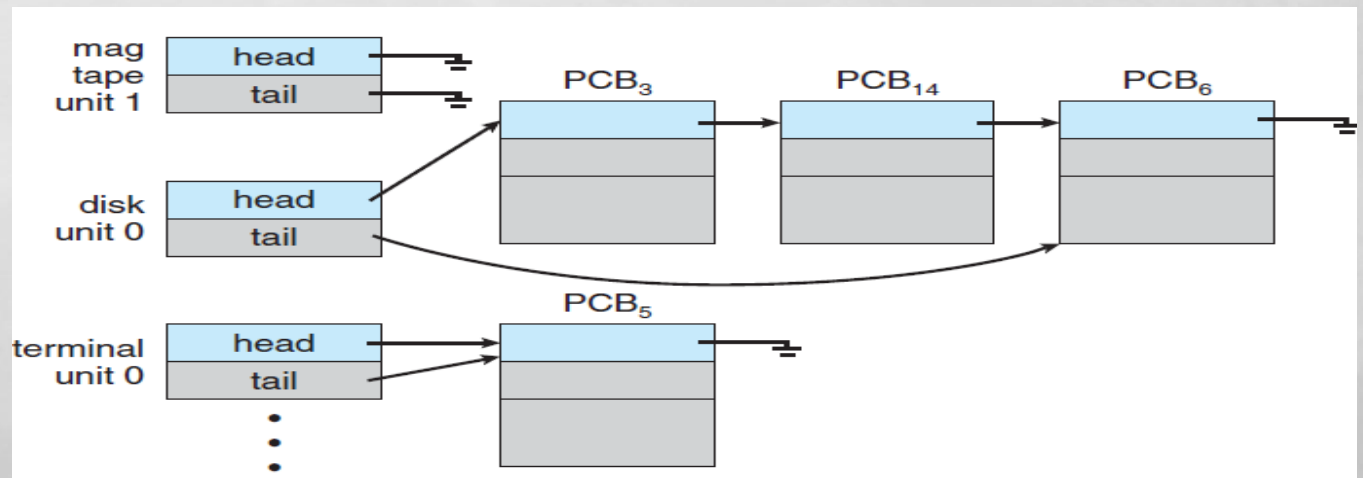 mag
tape
unit 1
head
tail
PCB₃
PCB₁₄
PCB₆
disk
unit 0
head
tail
PCB₅
terminal
unit 0
head
tail